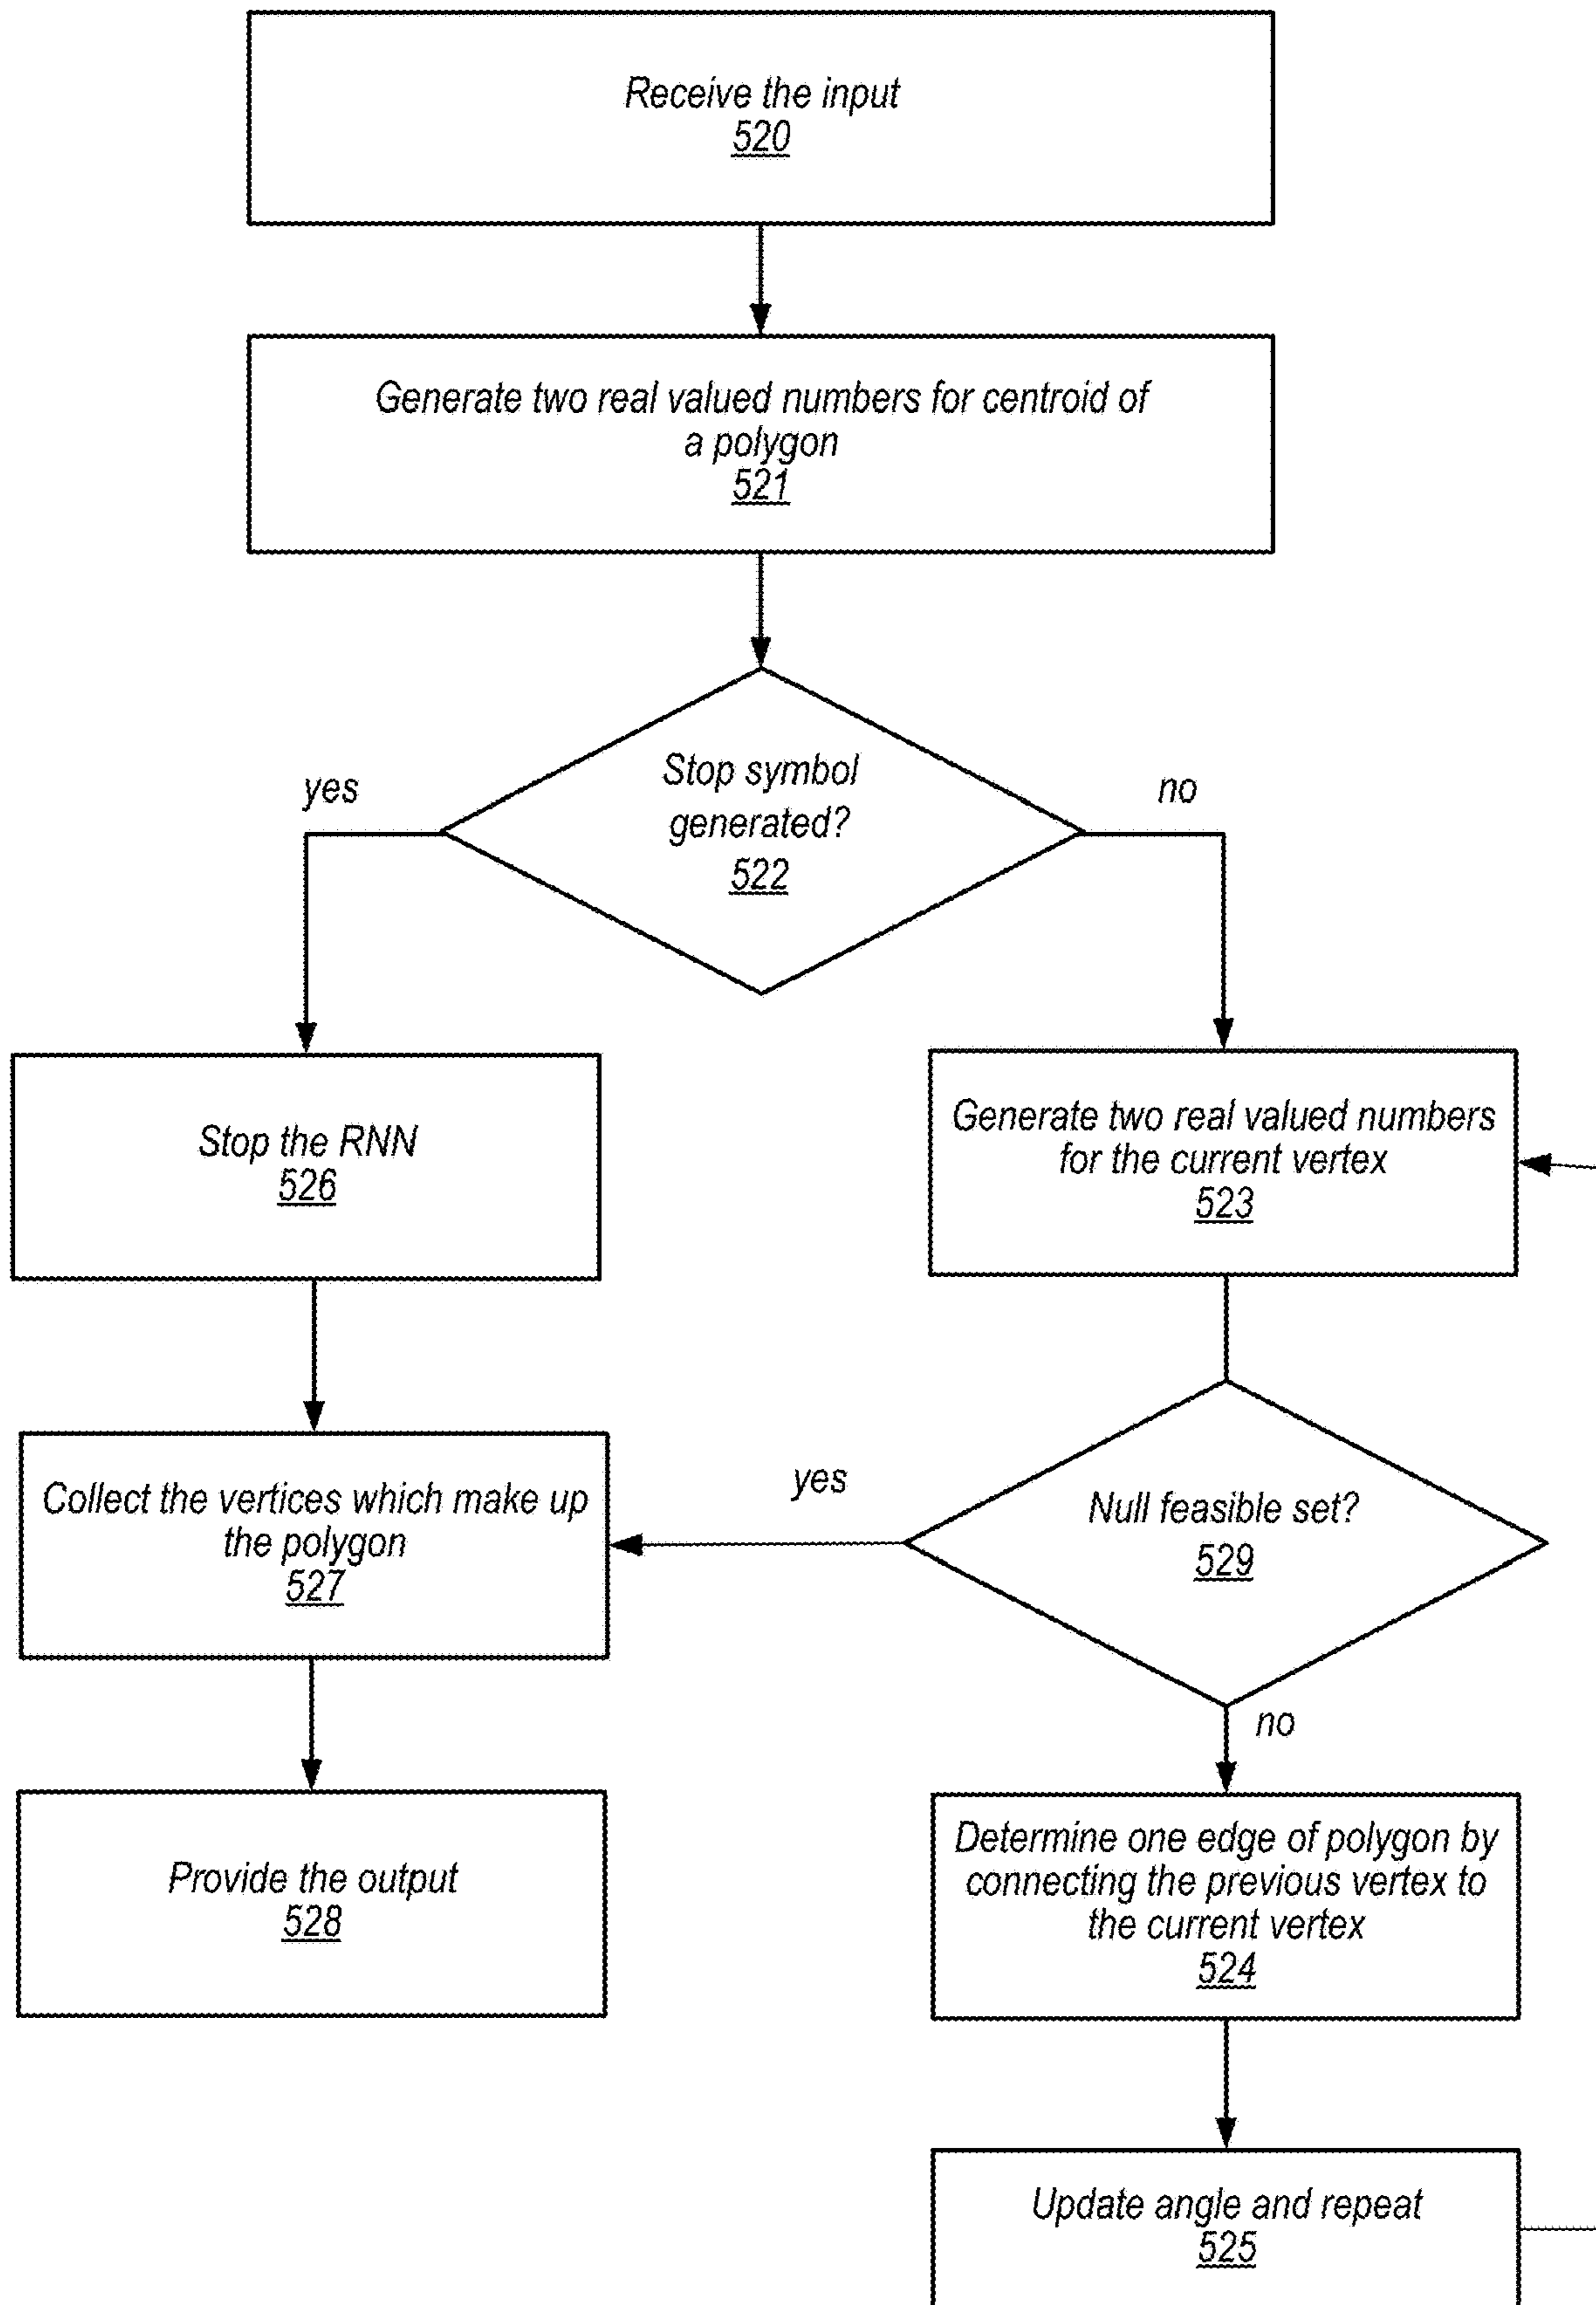 Receive the input
520
Generate two real valued numbers for centroid of
a polygon
521
Stop symbol
generated?
522
yes
no
Stop the RNN
526
Generate two real valued numbers
for the current vertex
523
Collect the vertices which make up
the polygon
527
yes
Null feasible set?
529
no
Provide the output
528
Determine one edge of polygon by
connecting the previous vertex to
the current vertex
524
Update angle and repeat
525